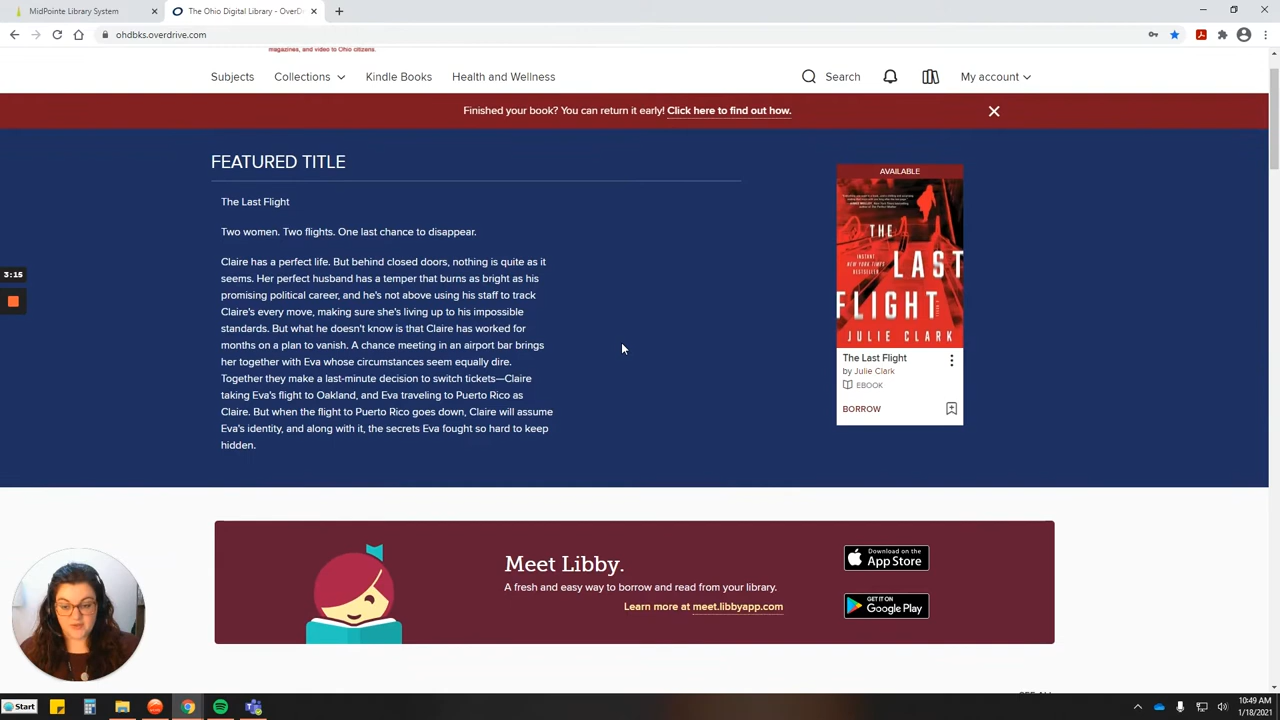 MidPointe Library System
The Ohio Digital Library - OverDr
ohdbks.overdrive.com
magazines, and video to Ohio citizens.
Subjects Collections Kindle Books Health and Wellness Search My account
Finished your book? You can return it early! Click here to find out how.
FEATURED TITLE
The Last Flight
Two women. Two flights. One last chance to disappear.
Claire has a perfect life. But behind closed doors, nothing is quite as it
seems. Her perfect husband has a temper that burns as bright as his
promising political career, and he's not above using his staff to track
Claire's every move, making sure she's living up to his impossible
standards. But what he doesn't know is that Claire has worked for
months on a plan to vanish. A chance meeting in an airport bar brings
her together with Eva whose circumstances seem equally dire.
Together they make a last-minute decision to switch tickets—Claire
taking Eva's flight to Oakland, and Eva traveling to Puerto Rico as
Claire. But when the flight to Puerto Rico goes down, Claire will assume
Eva's identity, and along with it, the secrets Eva fought so hard to keep
hidden.
AVAILABLE
INSTANT
NEW YORK TIMES
BESTSELLER
THE
LAST
FLIGHT
JULIE CLARK
The Last Flight
by Julie Clark
EBOOK
BORROW
3:15
Meet Libby.
A fresh and easy way to borrow and read from your library.
Learn more at meet.libbyapp.com
Download on the
App Store
GET IT ON
Google Play
Start
10:49 AM
1/18/2021